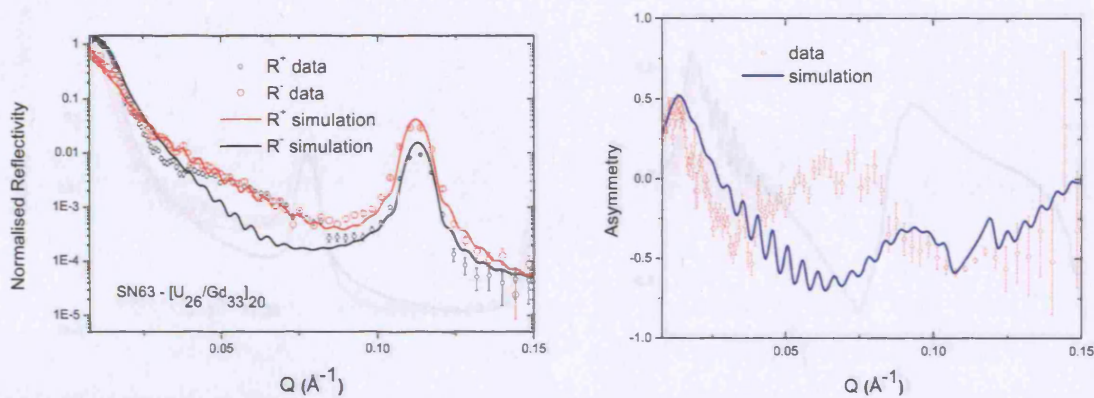 Normalised Reflectivity
1
0.1
0.01
1E-3
1E-4
1E-5
R⁺ data
R⁻ data
R⁺ simulation
R⁻ simulation
SN63 - [U₂₆/Gd₃₃]₂₀
0.05
0.10
0.15
Q (Å⁻¹)
Asymmetry
1.0
0.5
0.0
-0.5
-1.0
data
simulation
0.05
0.10
0.15
Q (Å⁻¹)